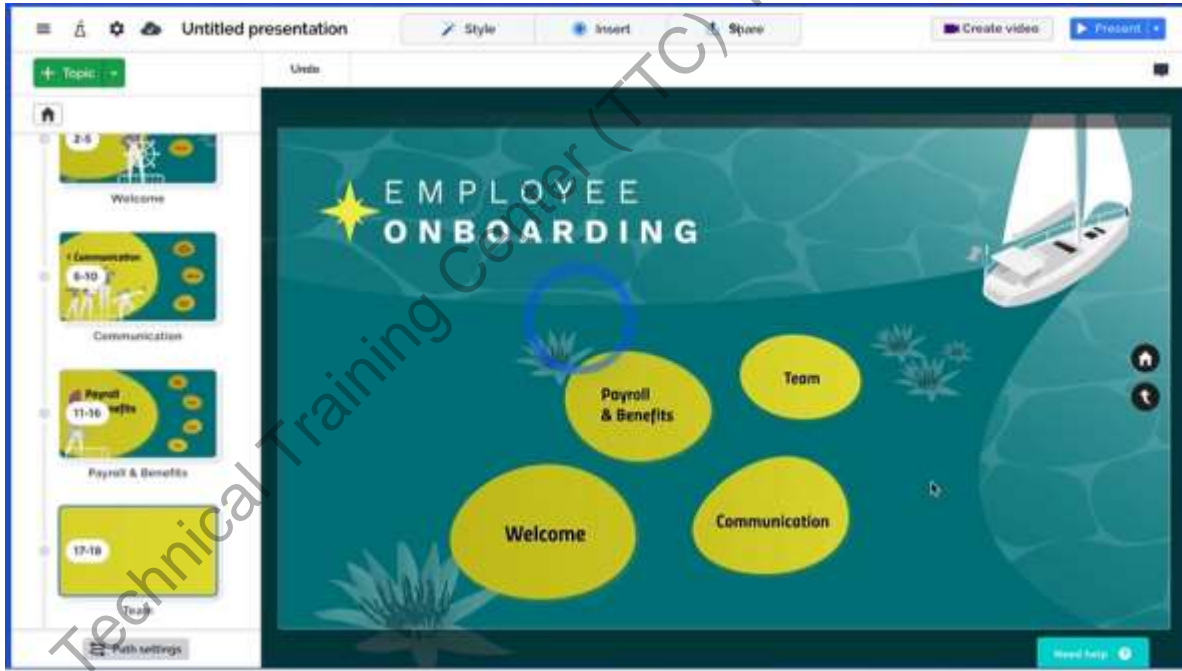 Untitled presentation
Style
Insert
Share
Create video
Present
+ Topic
Undo
2-5
Welcome
Communication
6-10
Communication
Payroll
11-16
Payroll & Benefits
17-18
Team
Path settings
EMPLOYEE
ONBOARDING
Payroll
& Benefits
Team
Welcome
Communication
Need help ?
Technical Training Center (TTC)